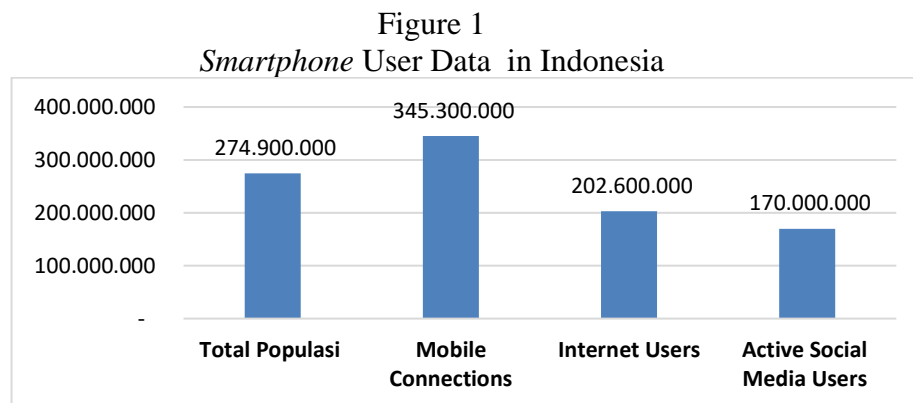 Figure 1
Smartphone User Data in Indonesia
400.000.000
300.000.000
200.000.000
100.000.000
-
274.900.000
345.300.000
202.600.000
170.000.000
Total Populasi
Mobile
Connections
Internet Users
Active Social
Media Users